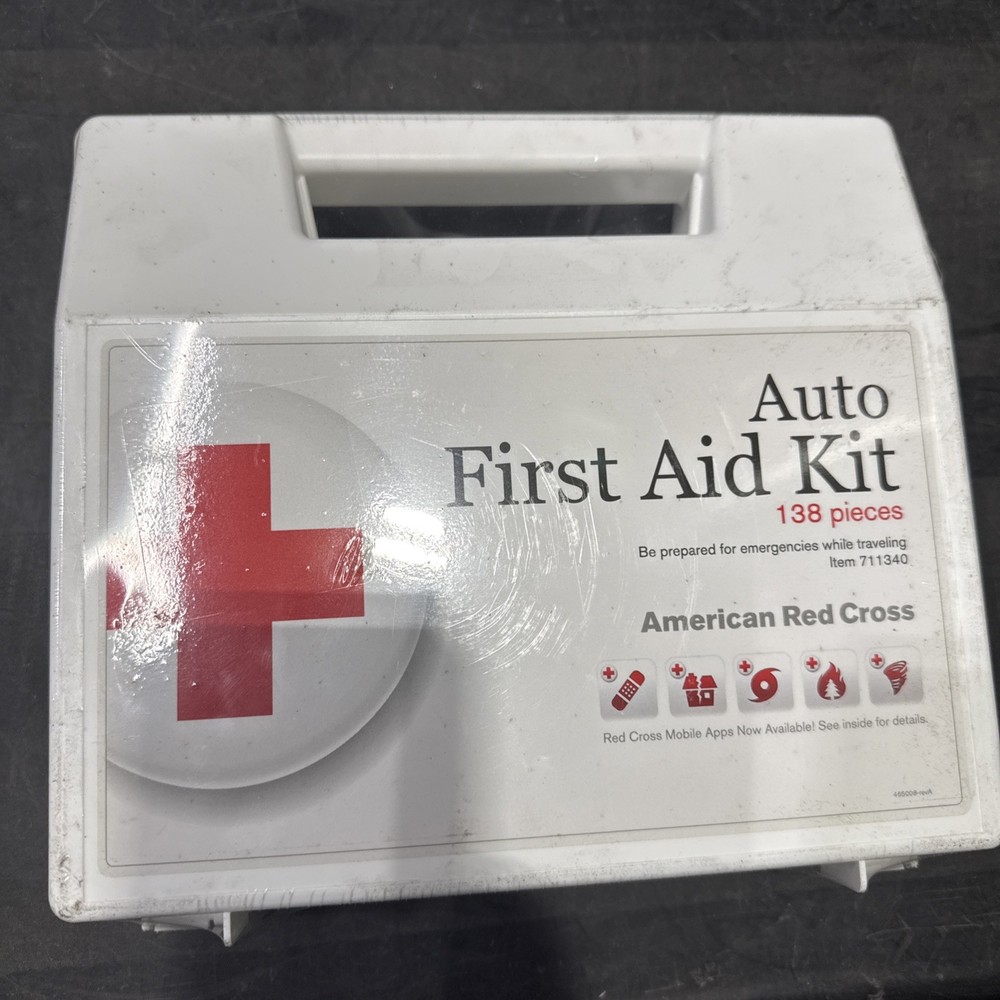 Auto
First Aid Kit
138 pieces
Be prepared for emergencies while traveling
Item 711340
American Red Cross
Red Cross Mobile Apps Now Available! See inside for details.